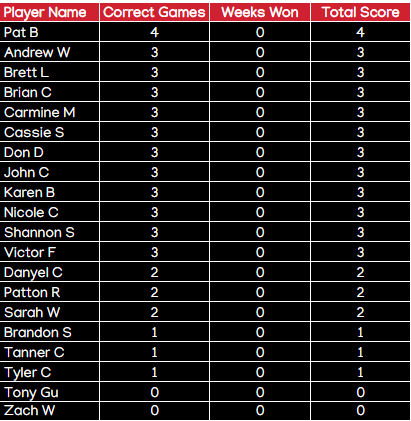 Player Name Correct Games Weeks Won Total Score
Pat B 4 0 4
Andrew W 3 0 3
Brett L 3 0 3
Brian C 3 0 3
Carmine M 3 0 3
Cassie S 3 0 3
Don D 3 0 3
John C 3 0 3
Karen B 3 0 3
Nicole C 3 0 3
Shannon S 3 0 3
Victor F 3 0 3
Danyel C 2 0 2
Patton R 2 0 2
Sarah W 2 0 2
Brandon S 1 0 1
Tanner C 1 0 1
Tyler C 1 0 1
Tony Gu 0 0 0
Zach W 0 0 0